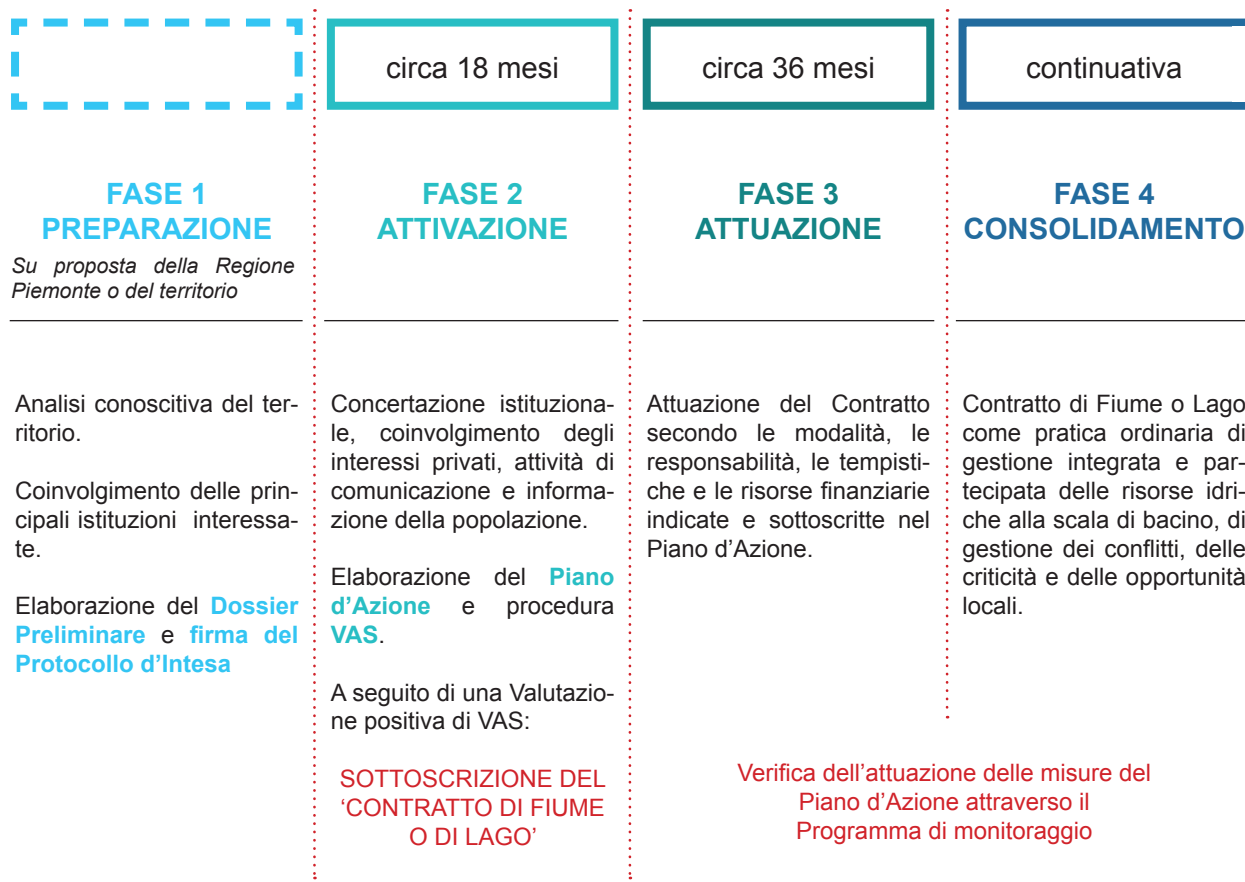 circa 18 mesi
circa 36 mesi
continuativa
FASE 1
PREPARAZIONE
Su proposta della Regione
Piemonte o del territorio
Analisi conoscitiva del ter-
ritorio.
Coinvolgimento delle prin-
cipali istituzioni interessa-
te.
Elaborazione del Dossier
Preliminare e firma del
Protocollo d'Intesa
FASE 2
ATTIVAZIONE
Concertazione istituziona-
le, coinvolgimento degli
interessi privati, attività di
comunicazione e informa-
zione della popolazione.
Elaborazione del Piano
d'Azione e procedura
VAS.
A seguito di una Valutazio-
ne positiva di VAS:
SOTTOSCRIZIONE DEL
‘CONTRATTO DI FIUME
O DI LAGO’
FASE 3
ATTUAZIONE
Attuazione del Contratto
secondo le modalità, le
responsabilità, le tempisti-
che e le risorse finanziarie
indicate e sottoscritte nel
Piano d'Azione.
FASE 4
CONSOLIDAMENTO
Contratto di Fiume o Lago
come pratica ordinaria di
gestione integrata e par-
tecipata delle risorse idri-
che alla scala di bacino, di
gestione dei conflitti, delle
criticità e delle opportunità
locali.
Verifica dell'attuazione delle misure del
Piano d'Azione attraverso il
Programma di monitoraggio